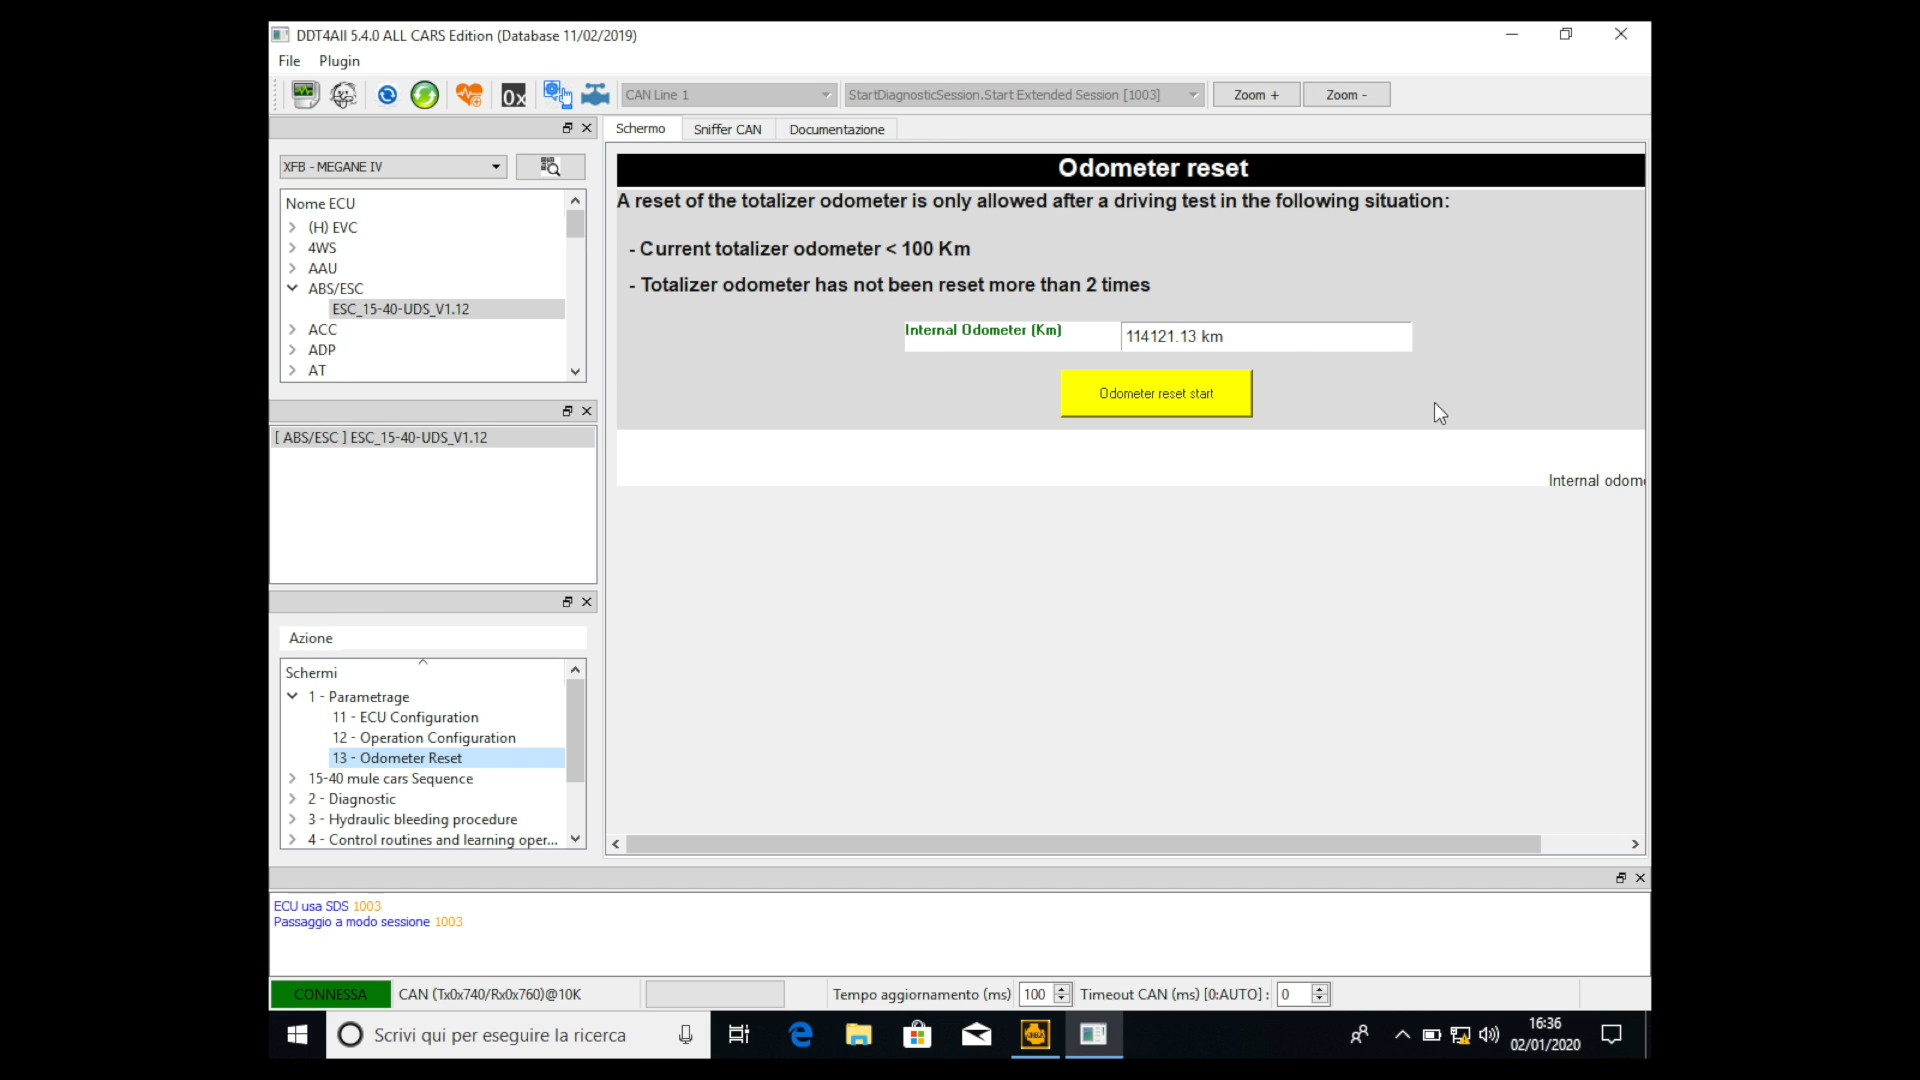 DDT4All 5.4.0 ALL CARS Edition (Database 11/02/2019)
File Plugin
0x
CAN Line 1
StartDiagnosticSession.Start Extended Session [1003]
Zoom +
Zoom -
Schermo
Sniffer CAN
Documentazione
XFB - MEGANE IV
Nome ECU
(H) EVC
4WS
AAU
ABS/ESC
ESC_15-40-UDS_V1.12
ACC
ADP
AT
[ ABS/ESC ] ESC_15-40-UDS_V1.12
Azione
Schermi
1 - Parametrage
11 - ECU Configuration
12 - Operation Configuration
13 - Odometer Reset
15-40 mule cars Sequence
2 - Diagnostic
3 - Hydraulic bleeding procedure
4 - Control routines and learning oper...
Odometer reset
A reset of the totalizer odometer is only allowed after a driving test in the following situation:
- Current totalizer odometer < 100 Km
- Totalizer odometer has not been reset more than 2 times
Internal Odometer (Km)
114121.13 km
Odometer reset start
Internal odom
ECU usa SDS 1003
Passaggio a modo sessione 1003
CONNESSA
CAN (Tx0x740/Rx0x760)@10K
Tempo aggiornamento (ms)
100
Timeout CAN (ms) [0:AUTO] :
0
Scrivi qui per eseguire la ricerca
16:36
02/01/2020